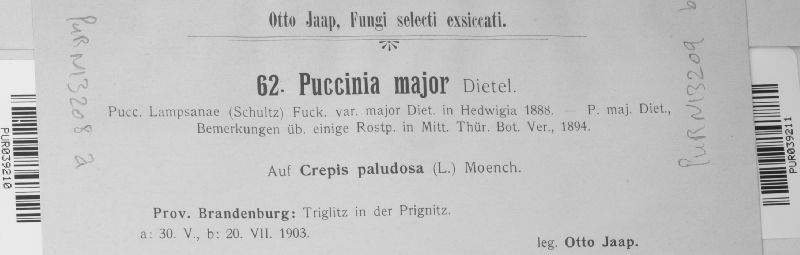 Otto Jaap, Fungi selecti exsiccati.
62. Puccinia major Dietel.
Pucc. Lampsanae (Schultz) Fuck. var. major Diet. in Hedwigia 1888. — P. maj. Diet.,
Bemerkungen üb. einige Rostp. in Mitt. Thür. Bot. Ver., 1894.
Auf Crepis paludosa (L.) Moench.
Prov. Brandenburg: Triglitz in der Prignitz.
a: 30. V., b: 20. VII. 1903.
leg. Otto Jaap.
PUR N13208 a
PUR N13209 b
PUR039210
PUR039211